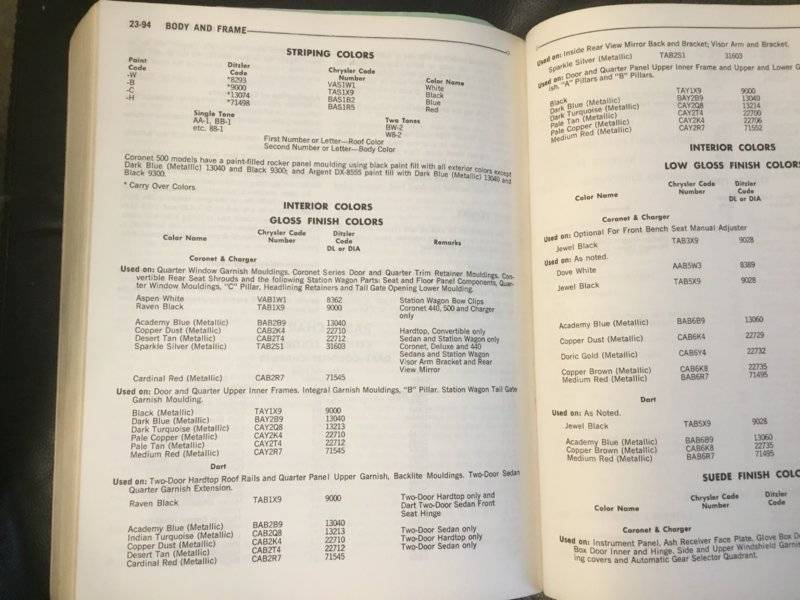 23-94 BODY AND FRAME
STRIPING COLORS
Paint Code Ditzler Code Chrysler Code Number Color Name
-W *8293 VAS1W1 White
-B *9000 TAS1X9 Black
-C *13074 BAS1B2 Blue
-H *71498 BAS1R5 Red
Single Tone Two Tones
AA-1, BB-1 BW-2
etc. 88-1 WB-2
First Number or Letter—Roof Color
Second Number or Letter—Body Color
Coronet 500 models have a paint-filled rocker panel moulding using black paint fill with all exterior colors except
Dark Blue (Metallic) 13040 and Black 9300; and Argent DX-8555 paint fill with Dark Blue (Metallic) 13040 and
Black 9300.
* Carry Over Colors
INTERIOR COLORS
GLOSS FINISH COLORS
Color Name Chrysler Code Number Ditzler Code DL or DIA Remarks
Coronet & Charger
Used on: Quarter Window Garnish Mouldings. Coronet Series Door and Quarter Trim Retainer Mouldings, Con-
vertible Rear Seat Shrouds and the following Station Wagon Parts: Seat and Floor Panel Components, Quar-
ter Window Mouldings, "C" Pillar, Headlining Retainers and Tail Gate Opening Lower Moulding.
Aspen White VAB1W1 8362 Station Wagon Bow Clips
Raven Black TAB1X9 9000 Coronet 440, 500 and Charger
only
Academy Blue (Metallic) BAB2B9 13040
Copper Dust (Metallic) CAB2K4 22710 Hardtop, Convertible only
Desert Tan (Metallic) CAB2T4 22712 Sedan and Station Wagon only
Sparkle Silver (Metallic) TAB2S1 31603 Coronet, Deluxe and 440
Sedans and Station Wagon
Visor Arm Bracket and Rear
View Mirror
Cardinal Red (Metallic) CAB2R7 71545
Used on: Door and Quarter Upper Inner Frames. Integral Garnish Mouldings, "B" Pillar. Station Wagon Tail Gate
Garnish Moulding.
Black (Metallic) TAY1X9 9000
Dark Blue (Metallic) BAY2B9 13040
Dark Turquoise (Metallic) CAY2Q8 13213
Pale Copper (Metallic) CAY2K4 22710
Pale Tan (Metallic) CAY2T4 22712
Medium Red (Metallic) CAY2R7 71545
Dart
Used on: Two-Door Hardtop Roof Rails and Quarter Panel Upper Garnish, Backlite Mouldings. Two-Door Sedan
Quarter Garnish Extension.
Raven Black TAB1X9 9000 Two-Door Hardtop only and
Dart Two-Door Sedan Front
Seat Hinge
Academy Blue (Metallic) BAB2B9 13040
Indian Turquoise (Metallic) CAB2Q8 13213 Two-Door Sedan only
Copper Dust (Metallic) CAB2K4 22710 Two-Door Hardtop only
Desert Tan (Metallic) CAB2T4 22712 Two-Door Sedan only
Cardinal Red (Metallic) CAB2R7 71545
Used on: Inside Rear View Mirror Back and Bracket; Visor Arm and Bracket.
Sparkle Silver (Metallic) TAB2S1 31603
Used on: Door and Quarter Panel Upper Inner Frame and Upper and Lower G
ish, "A" Pillars and "B" Pillars.
Black TAY1X9 9000
Dark Blue (Metallic) BAY2B9 13040
Dark Turquoise (Metallic) CAY2Q8 13214
Pale Tan (Metallic) CAY2T4 22700
Pale Copper (Metallic) CAY2K4 22706
Medium Red (Metallic) CAY2R7 71552
INTERIOR COLORS
LOW GLOSS FINISH COLORS
Color Name Chrysler Code Number Ditzler Code DL or DIA
Coronet & Charger
Used on: Optional For Front Bench Seat Manual Adjuster
Jewel Black TAB3X9 9028
Used on: As noted.
Dove White AAB5W3 8389
Jewel Black TAB5X9 9028
Academy Blue (Metallic) BAB6B9 13060
Copper Dust (Metallic) CAB6K4 22729
Doric Gold (Metallic) CAB6Y4 22732
Copper Brown (Metallic) CAB6K8 22735
Medium Red (Metallic) BAB6R7 71495
Dart
Used on: As Noted.
Jewel Black TAB5X9 9028
Academy Blue (Metallic) BAB6B9 13060
Copper Brown (Metallic) CAB6K8 22735
Medium Red (Metallic) BAB6R7 71495
SUEDE FINISH COLO
Color Name Chrysler Code Number Ditzler Code
Coronet & Charger
Used on: Instrument Panel, Ash Receiver Face Plate, Glove Box D
Box Door Inner and Hinge, Side and Upper Windshield Garni
ing covers and Automatic Gear Selector Quadrant.